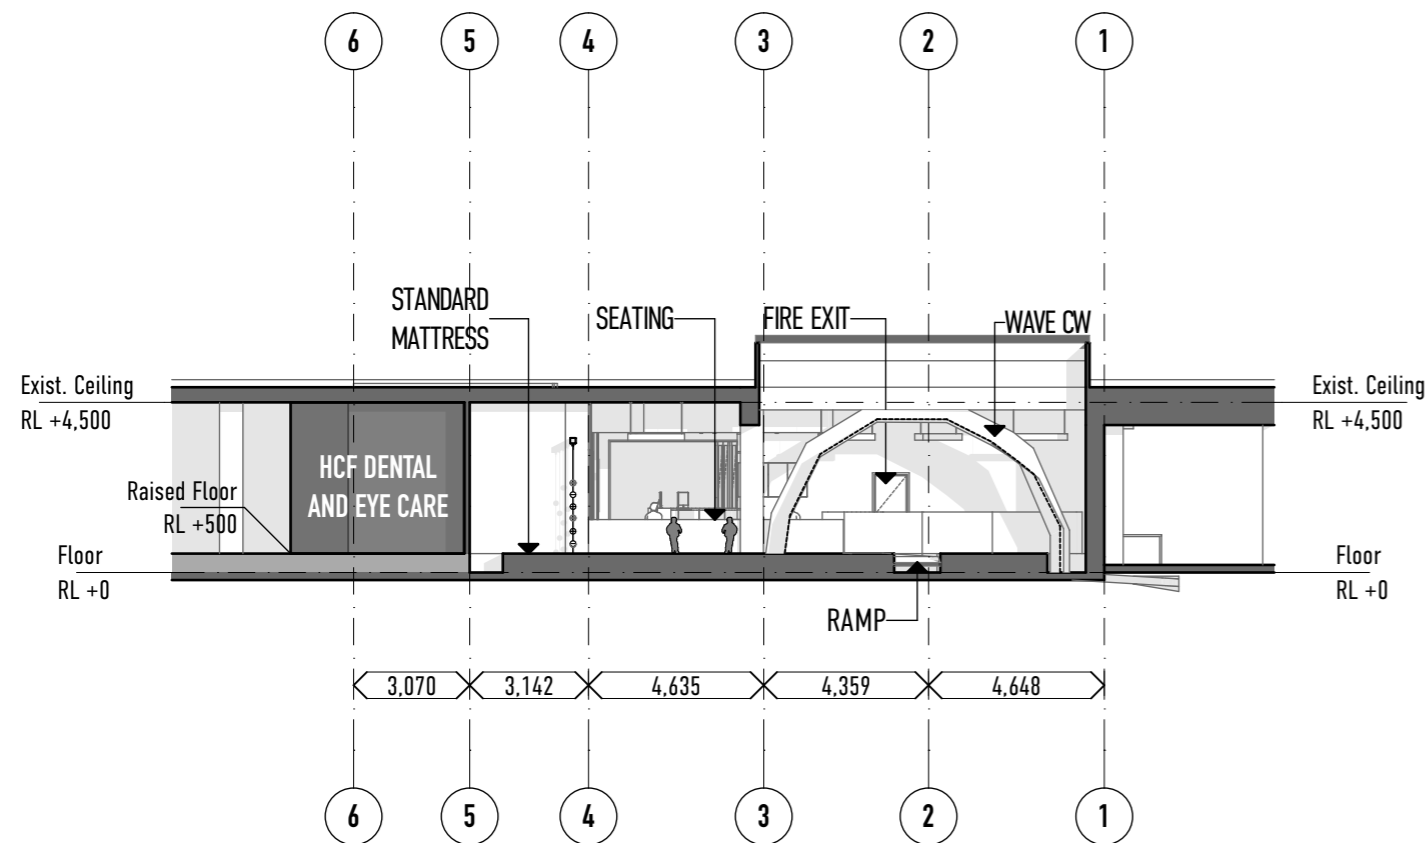 6 5 4 3 2 1
STANDARD
MATTRESS
SEATING
FIRE EXIT
WAVE CW
Exist. Ceiling
RL +4,500
Exist. Ceiling
RL +4,500
HCF DENTAL
AND EYE CARE
Raised Floor
RL +500
Floor
RL +0
Floor
RL +0
RAMP
3,070 3,142 4,635 4,359 4,648
6 5 4 3 2 1